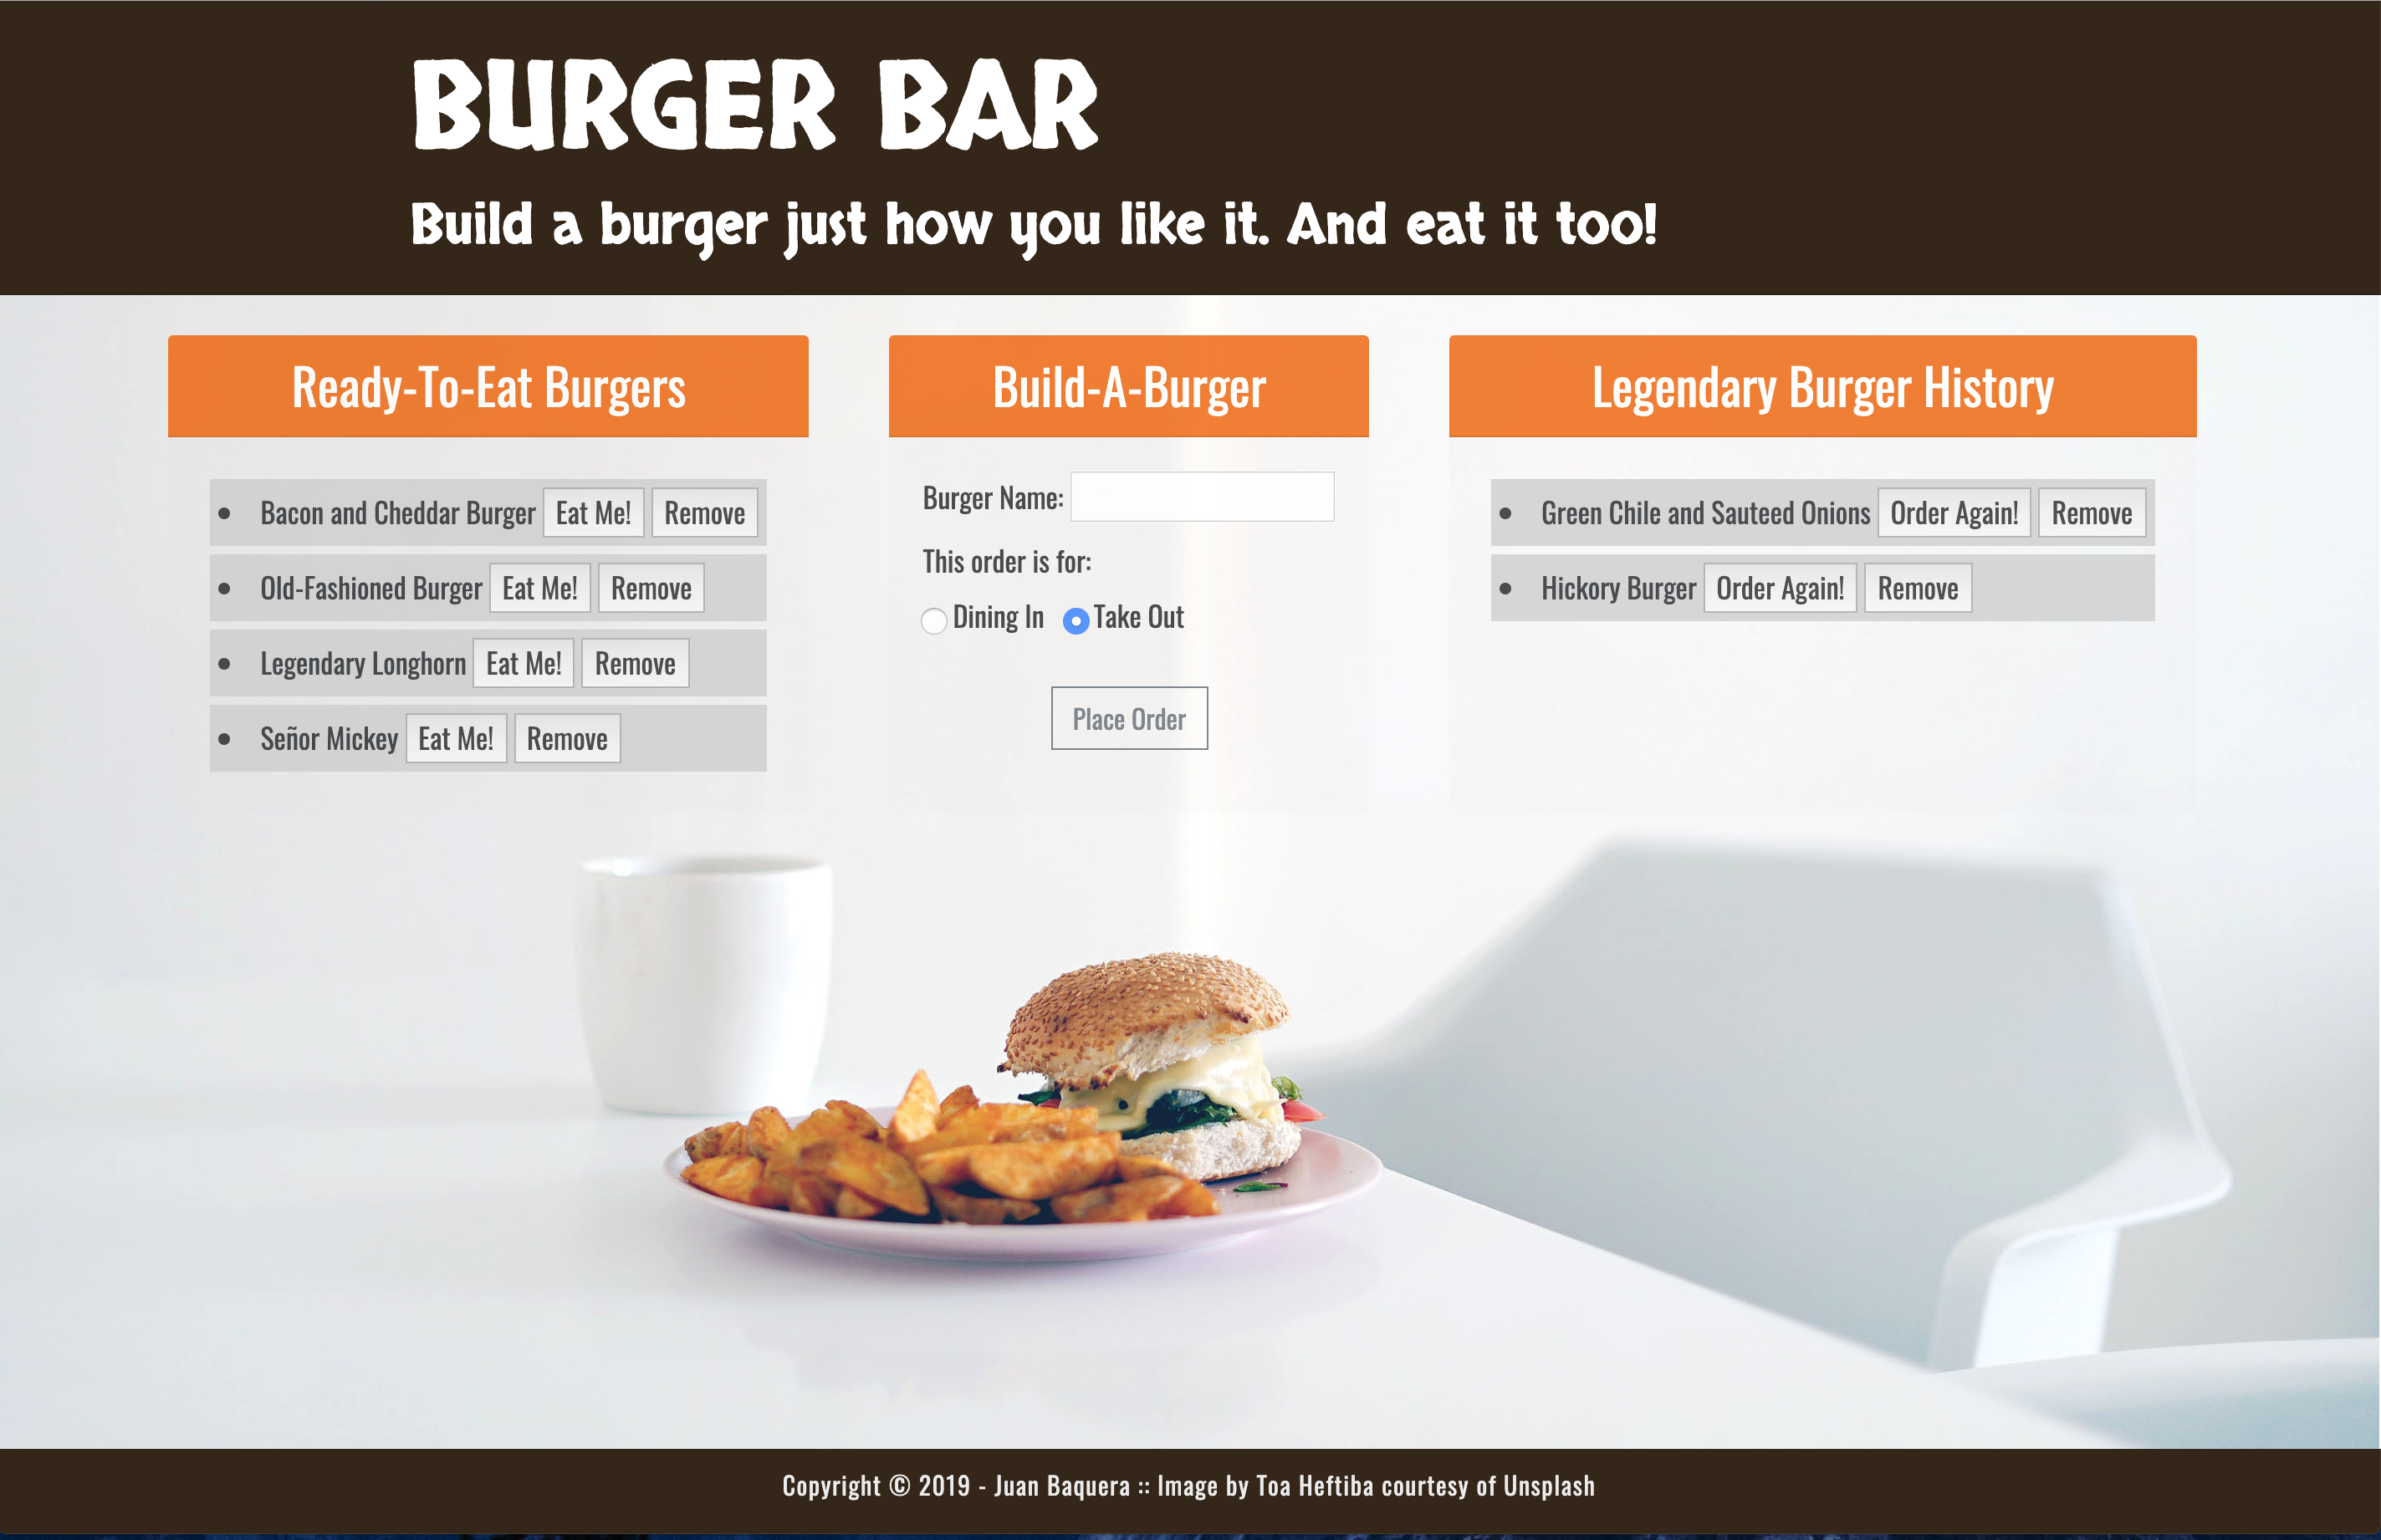 BURGER BAR
Build a burger just how you like it. And eat it too!
Ready-To-Eat Burgers
Bacon and Cheddar Burger Eat Me! Remove
Old-Fashioned Burger Eat Me! Remove
Legendary Longhorn Eat Me! Remove
Señor Mickey Eat Me! Remove
Build-A-Burger
Burger Name:
This order is for:
Dining In Take Out
Place Order
Legendary Burger History
Green Chile and Sauteed Onions Order Again! Remove
Hickory Burger Order Again! Remove
Copyright © 2019 - Juan Baquera :: Image by Toa Heftiba courtesy of Unsplash